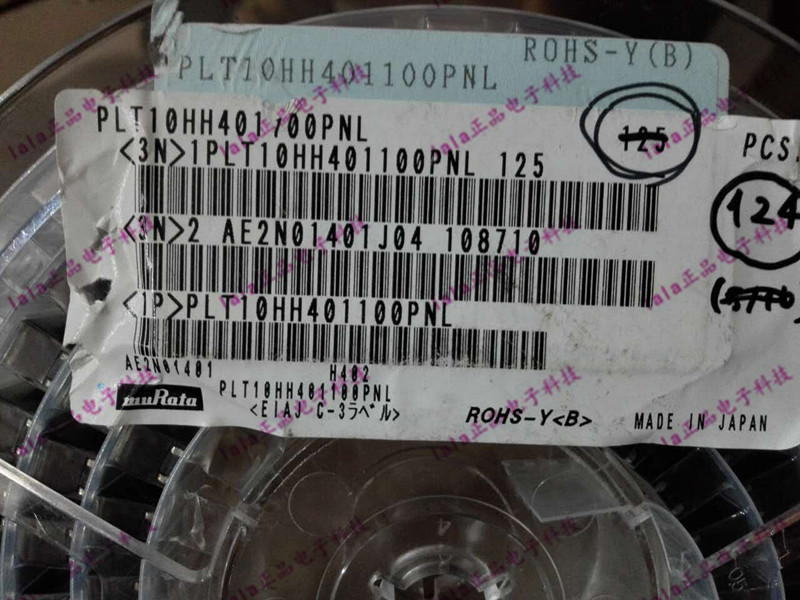 PLT10HH401100PNL
ROHS-Y(B)
PLT10HH401100PNL
125
<3N>1PLT10HH401100PNL 125
PCS.
124
<3N>2 AE2N01401J04 108710
<1P>PLT10HH401100PNL
AE2N01401
H402
muRata
PLT10HH401100PNL
<EIAJ C-3ラベル>
ROHS-Y<B>
MADE IN JAPAN
lala正品电子科技